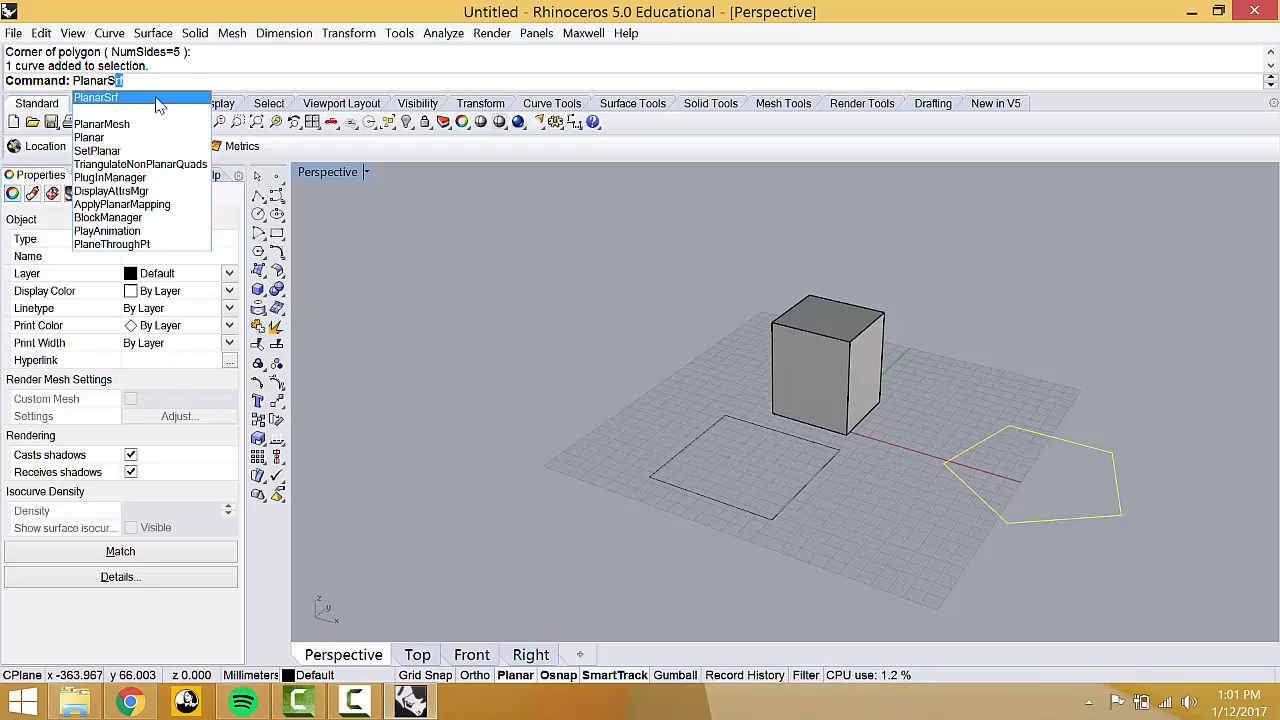 Untitled - Rhinoceros 5.0 Educational - [Perspective]
File Edit View Curve Surface Solid Mesh Dimension Transform Tools Analyze Render Panels Maxwell Help
Corner of polygon ( NumSides=5 ):
1 curve added to selection.
Command: PlanarSrf
PlanarSrf
PlanarMesh
Planar
SetPlanar
TriangulateNonPlanarQuads
PlugInManager
DisplayAttrsMgr
ApplyPlanarMapping
BlockManager
PlayAnimation
PlaneThroughPt
Standard Select Viewport Layout Visibility Transform Curve Tools Surface Tools Solid Tools Mesh Tools Render Tools Drafting New in V5
Location Metrics
Properties
Perspective
Object
Type
Name
Layer Default
Display Color By Layer
Linetype By Layer
Print Color By Layer
Print Width By Layer
Hyperlink ...
Render Mesh Settings
Custom Mesh
Settings Adjust...
Rendering
Casts shadows
Receives shadows
Isocurve Density
Density
Show surface isocur... Visible
Match
Details...
z
y
x
Perspective Top Front Right
CPlane x -363.967 y 66.003 z 0.000 Millimeters Default Grid Snap Ortho Planar Osnap SmartTrack Gumball Record History Filter CPU use: 1.2 %
1:01 PM
1/12/2017